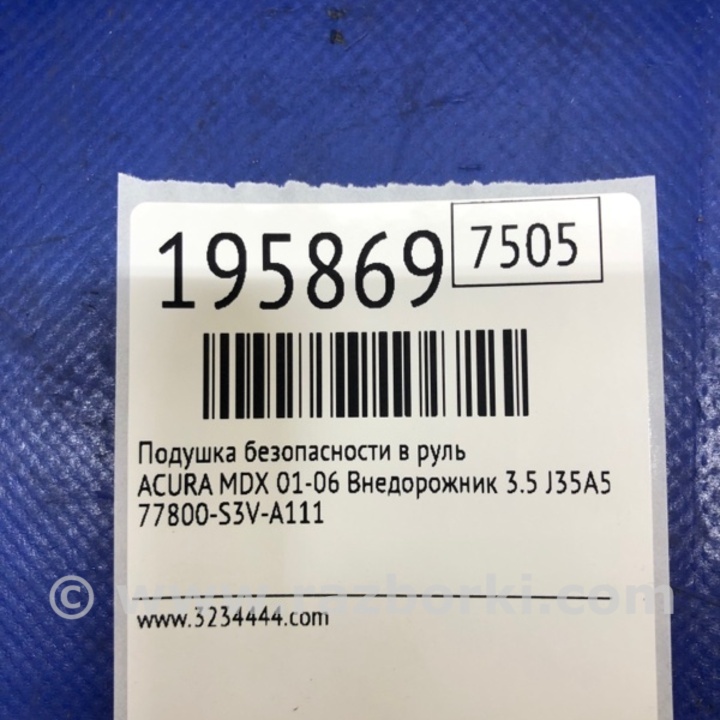 195869
7505
Подушка безопасности в руль
ACURA MDX 01-06 Внедорожник 3.5 J35A5
77800-S3V-A111
© www.razborki.com
www.3234444.com